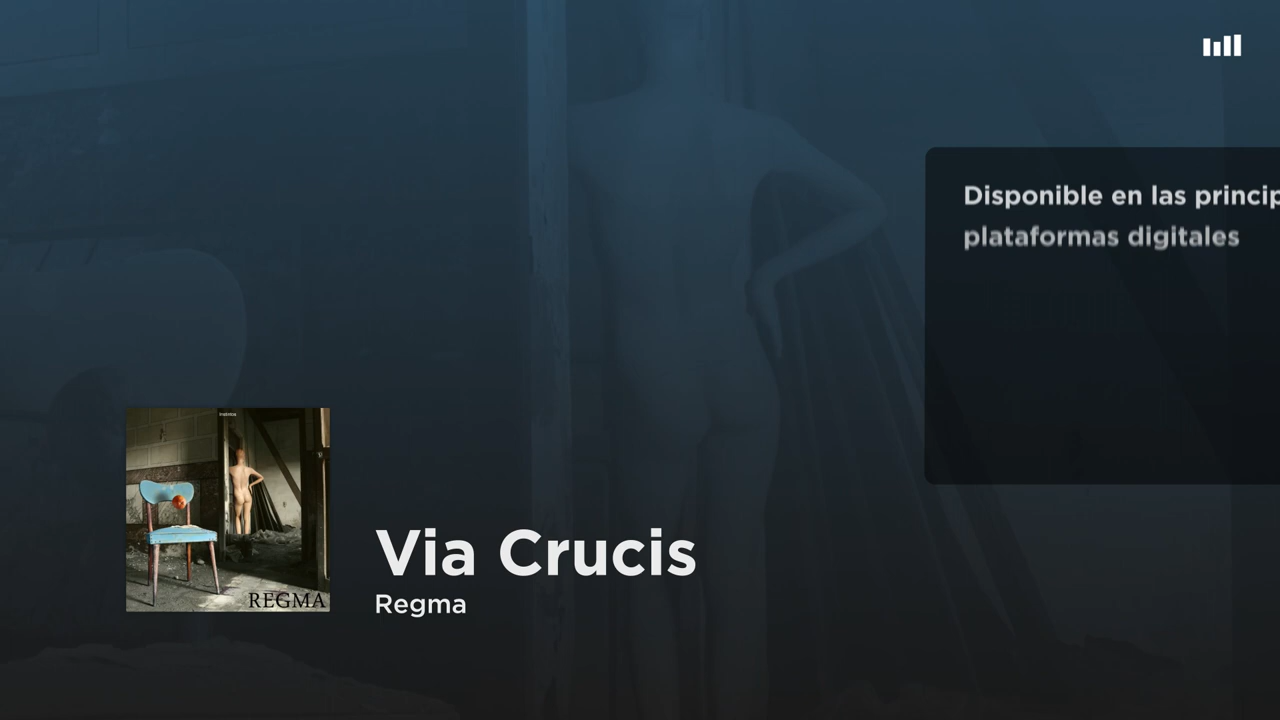 Disponible en las princip
plataformas digitales
REGMA
Via Crucis
Regma